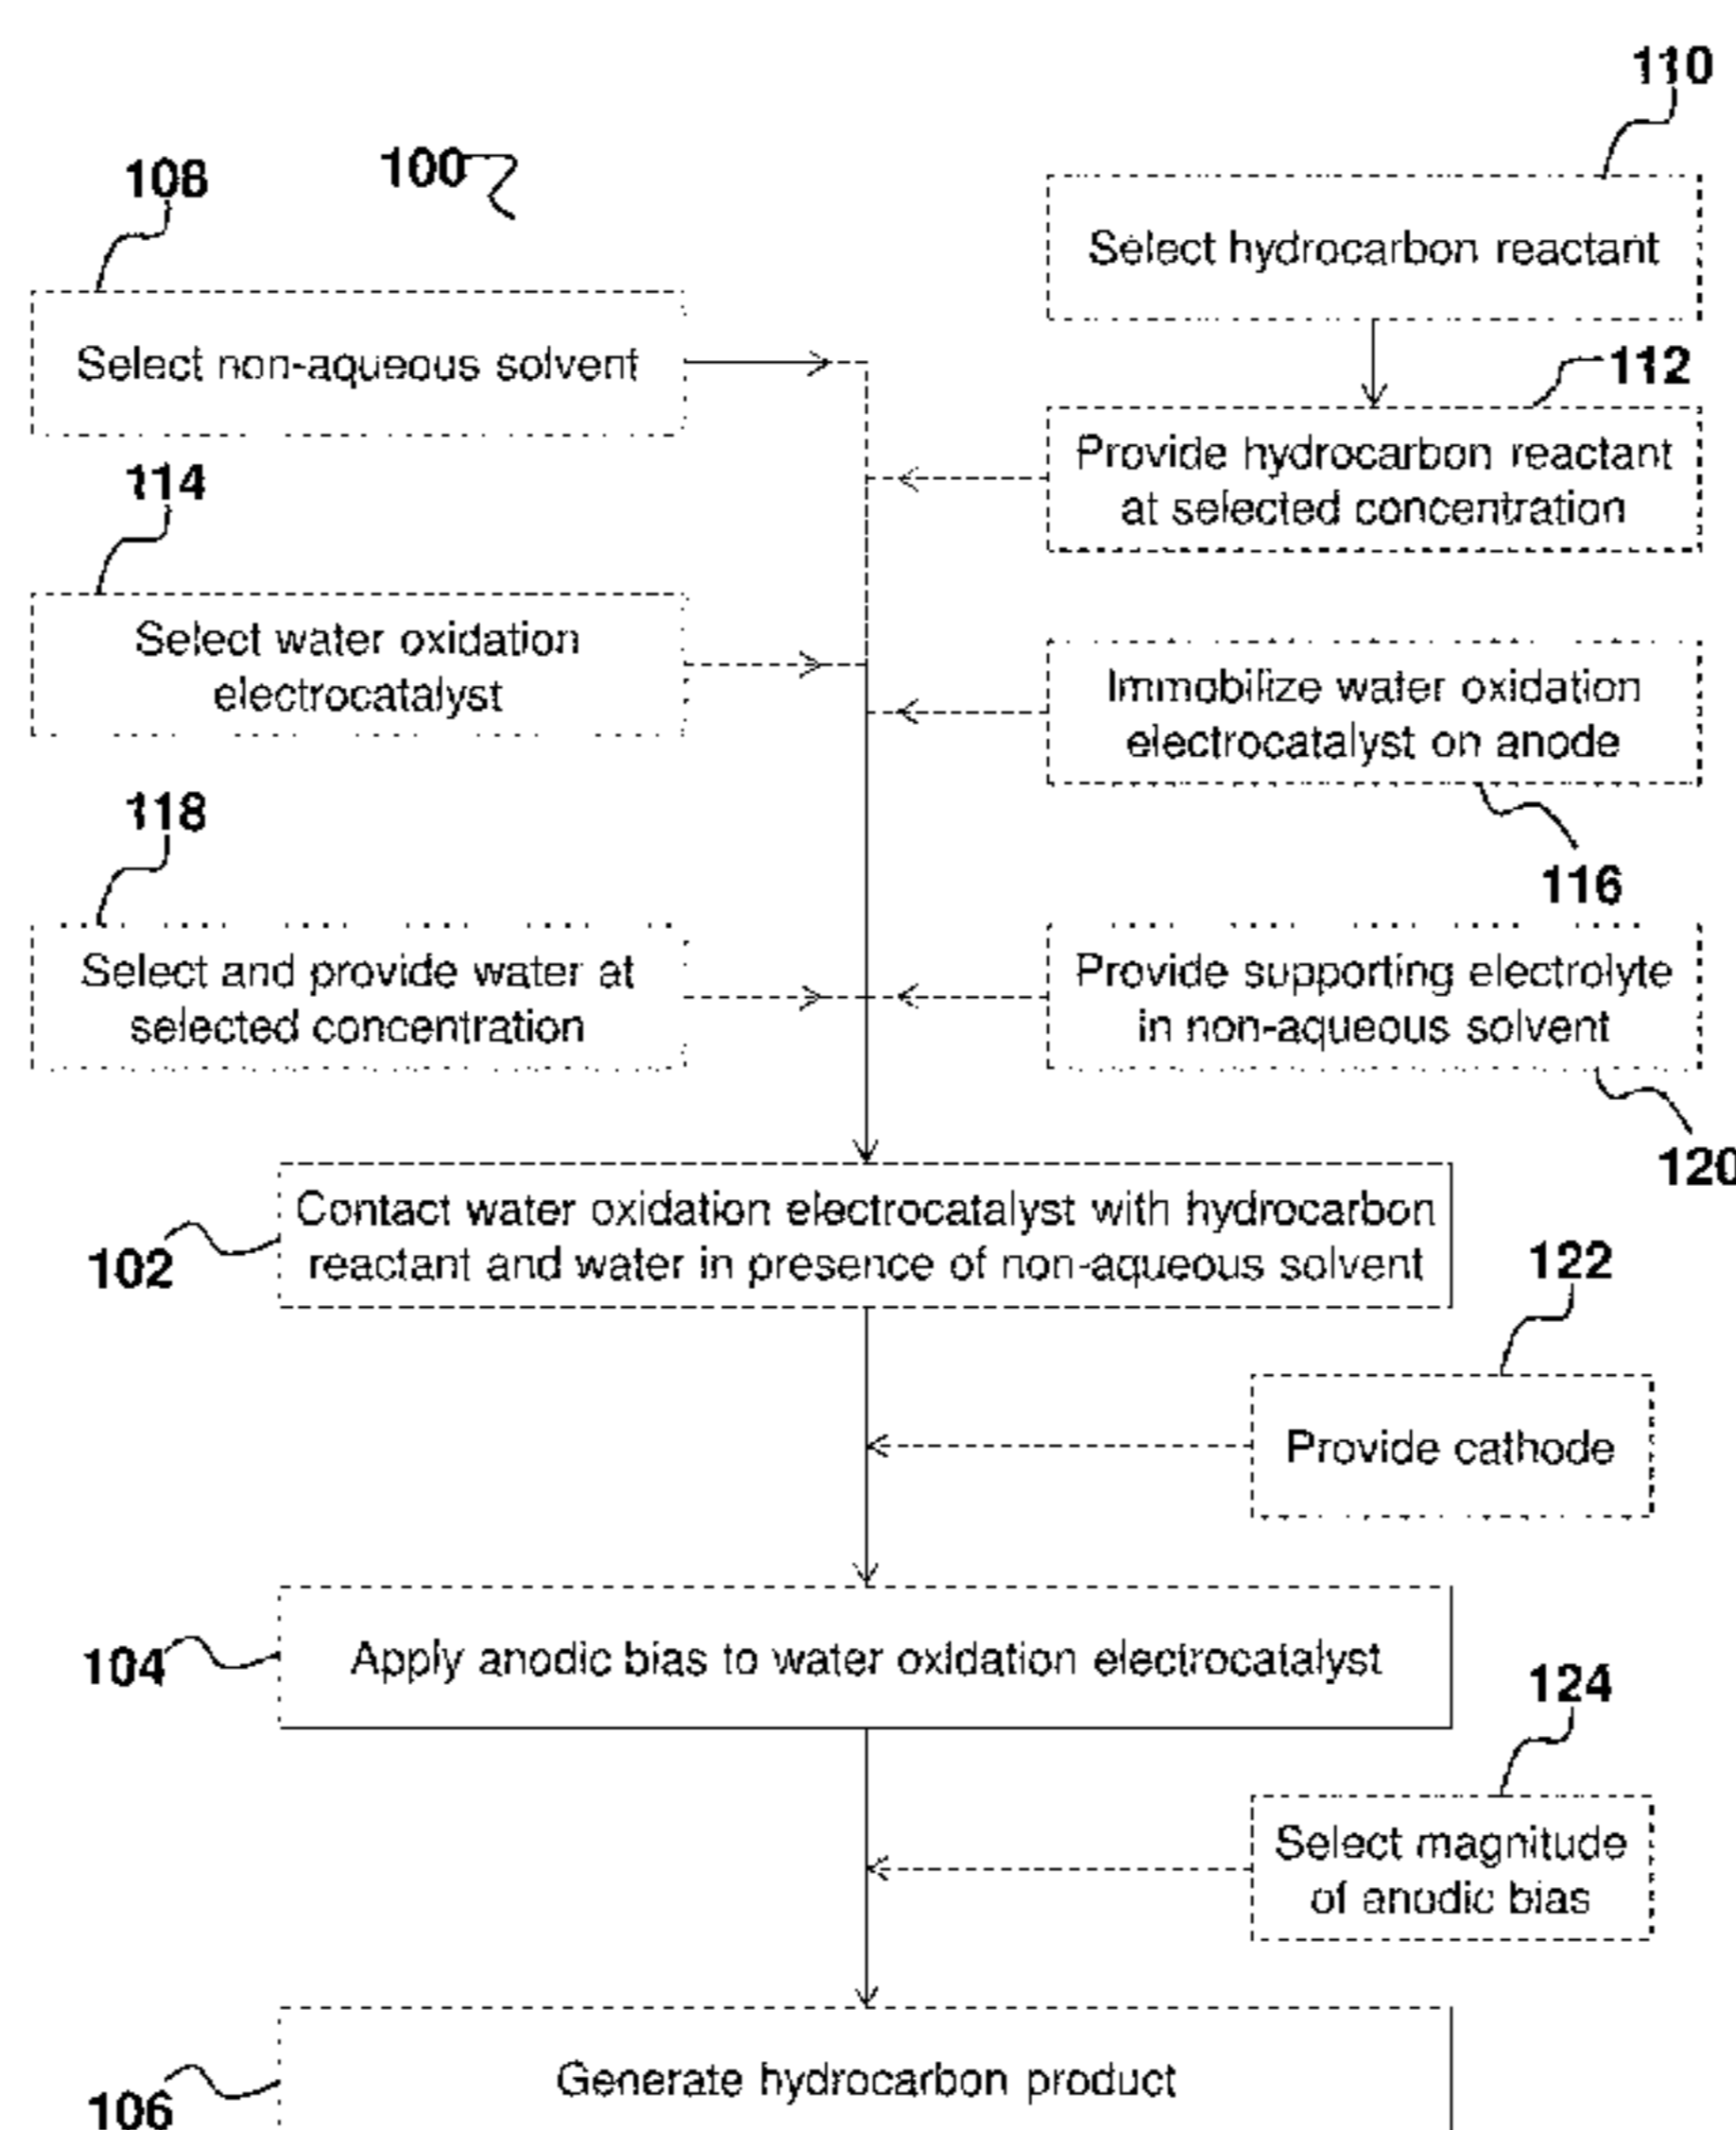 110
108
100
Select hydrocarbon reactant
Select non-aqueous solvent
112
Provide hydrocarbon reactant
at selected concentration
114
Select water oxidation
electrocatalyst
Immobilize water oxidation
electrocatalyst on anode
118
116
Select and provide water at
selected concentration
Provide supporting electrolyte
in non-aqueous solvent
120
Contact water oxidation electrocatalyst with hydrocarbon
reactant and water in presence of non-aqueous solvent
102
122
Provide cathode
Apply anodic bias to water oxidation electrocatalyst
104
124
Select magnitude
of anodic bias
Generate hydrocarbon product
106